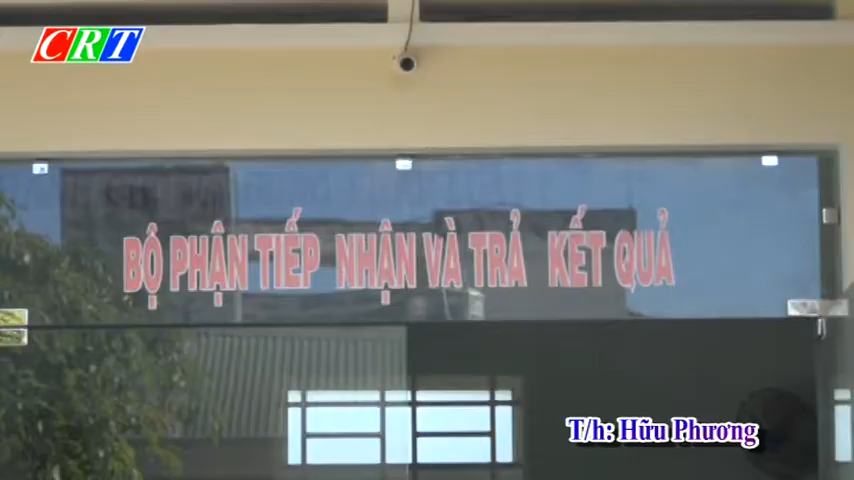 CRT
BỘ PHẬN TIẾP NHẬN VÀ TRẢ KẾT QUẢ
T/h: Hữu Phương